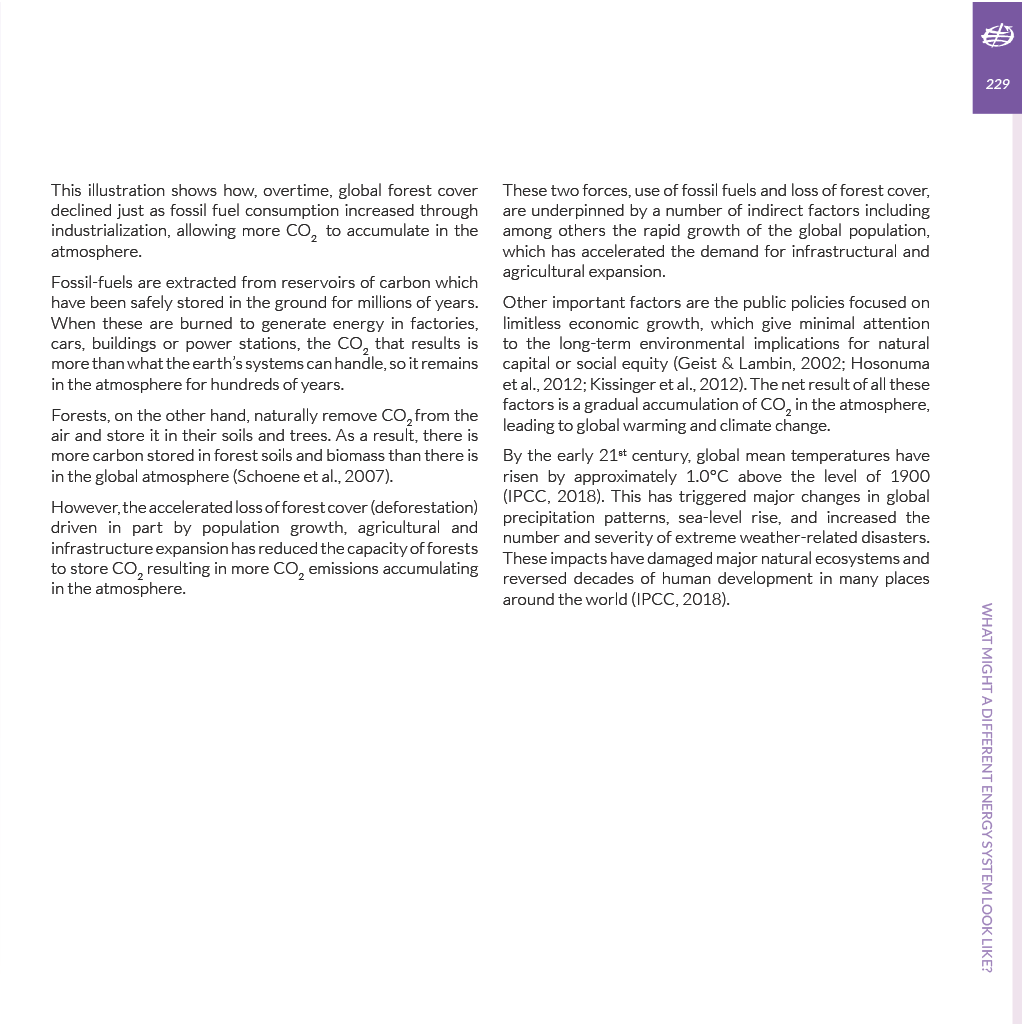 229
This illustration shows how, overtime, global forest cover
declined just as fossil fuel consumption increased through
industrialization, allowing more CO₂ to accumulate in the
atmosphere.
Fossil-fuels are extracted from reservoirs of carbon which
have been safely stored in the ground for millions of years.
When these are burned to generate energy in factories,
cars, buildings or power stations, the CO₂ that results is
more than what the earth's systems can handle, so it remains
in the atmosphere for hundreds of years.
Forests, on the other hand, naturally remove CO₂ from the
air and store it in their soils and trees. As a result, there is
more carbon stored in forest soils and biomass than there is
in the global atmosphere (Schoene et al., 2007).
However, the accelerated loss of forest cover (deforestation)
driven in part by population growth, agricultural and
infrastructure expansion has reduced the capacity of forests
to store CO₂ resulting in more CO₂ emissions accumulating
in the atmosphere.
These two forces, use of fossil fuels and loss of forest cover,
are underpinned by a number of indirect factors including
among others the rapid growth of the global population,
which has accelerated the demand for infrastructural and
agricultural expansion.
Other important factors are the public policies focused on
limitless economic growth, which give minimal attention
to the long-term environmental implications for natural
capital or social equity (Geist & Lambin, 2002; Hosonuma
et al., 2012; Kissinger et al., 2012). The net result of all these
factors is a gradual accumulation of CO₂ in the atmosphere,
leading to global warming and climate change.
By the early 21st century, global mean temperatures have
risen by approximately 1.0°C above the level of 1900
(IPCC, 2018). This has triggered major changes in global
precipitation patterns, sea-level rise, and increased the
number and severity of extreme weather-related disasters.
These impacts have damaged major natural ecosystems and
reversed decades of human development in many places
around the world (IPCC, 2018).
WHAT MIGHT A DIFFERENT ENERGY SYSTEM LOOK LIKE?